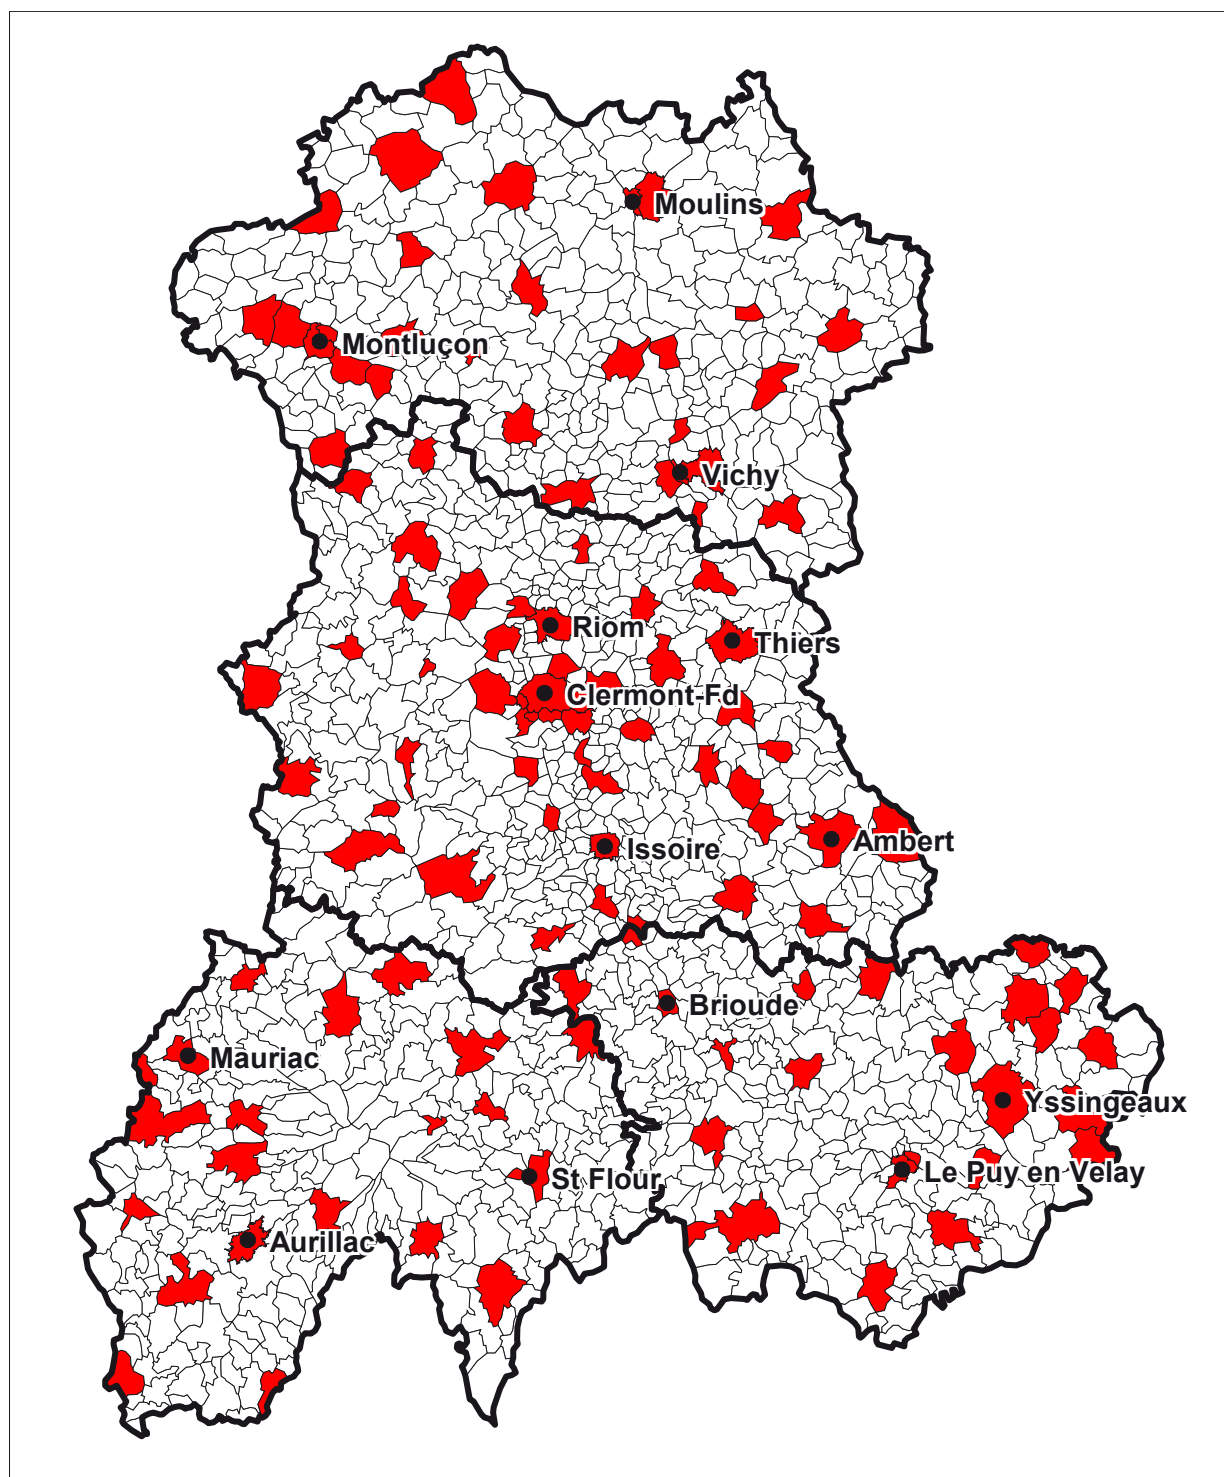 Moulins
Montluçon
Vichy
Riom
Thiers
Clermont-Fd
Ambert
Issoire
Brioude
Mauriac
Yssingeaux
Le Puy en Velay
St Flour
Aurillac